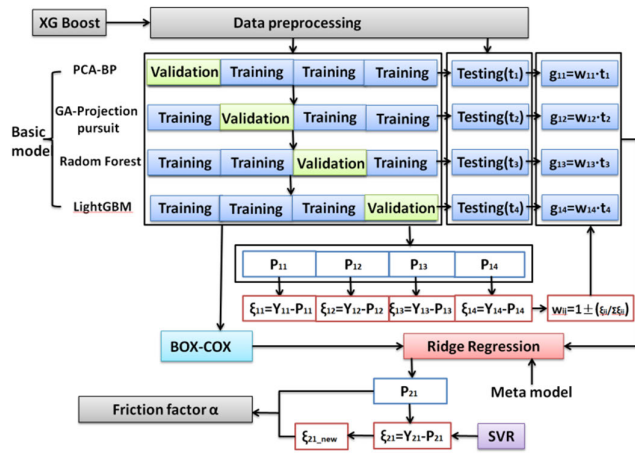 XG Boost
Data preprocessing
PCA-BP
Validation Training Training Training Testing(t₁) g₁₁=w₁₁·t₁
GA-Projection pursuit
Training Validation Training Training Testing(t₂) g₁₂=w₁₂·t₂
Basic model
Radom Forest
Training Training Validation Training Testing(t₃) g₁₃=w₁₃·t₃
LightGBM
Training Training Training Validation Testing(t₄) g₁₄=w₁₄·t₄
P₁₁ P₁₂ P₁₃ P₁₄
ξ₁₁=Y₁₁-P₁₁ ξ₁₂=Y₁₂-P₁₂ ξ₁₃=Y₁₃-P₁₃ ξ₁₄=Y₁₄-P₁₄ wᵢⱼ=1±(ξᵢⱼ/Σξᵢⱼ)
BOX-COX
Ridge Regression
P₂₁
Meta model
Friction factor α
ξ₂₁_new
ξ₂₁=Y₂₁-P₂₁
SVR